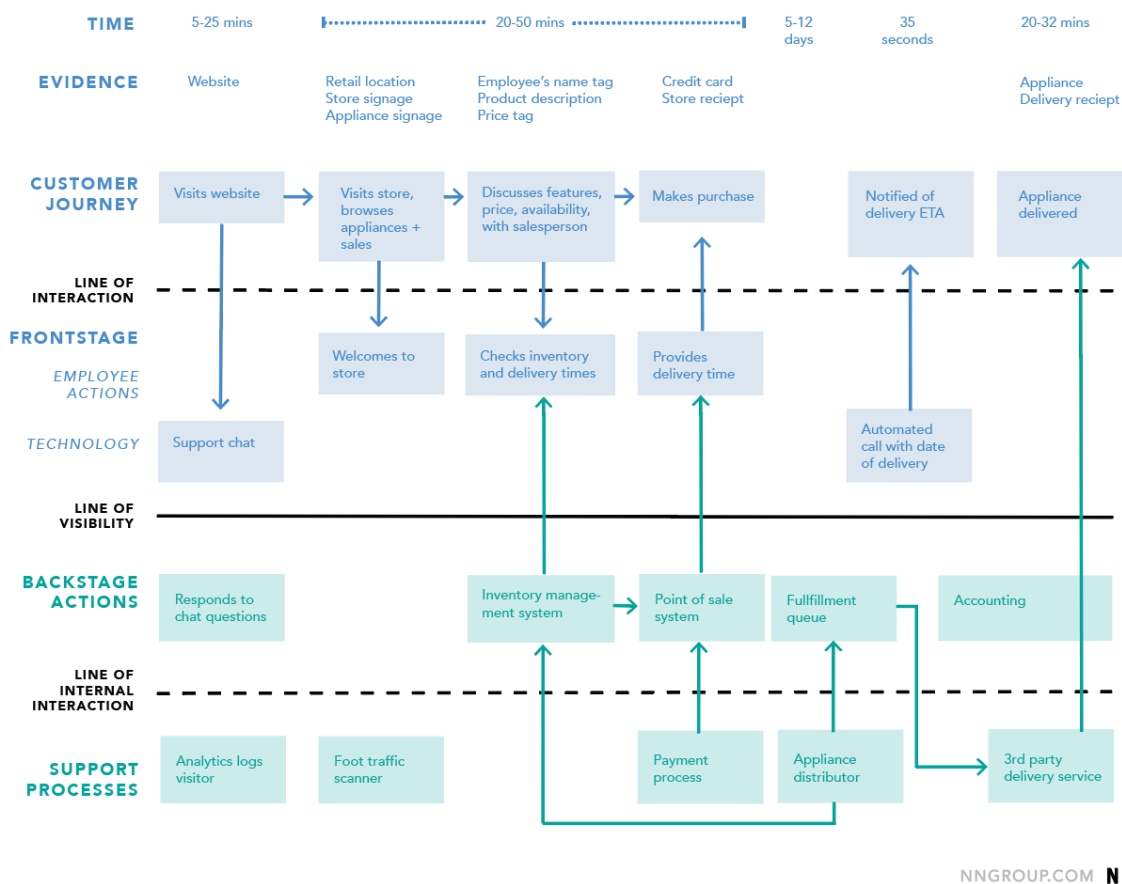 TIME
5-25 mins
20-50 mins
5-12
days
35
seconds
20-32 mins
EVIDENCE
Website
Retail location
Store signage
Appliance signage
Employee's name tag
Product description
Price tag
Credit card
Store reciept
Appliance
Delivery reciept
CUSTOMER
JOURNEY
Visits website
Visits store,
browses
appliances +
sales
Discusses features,
price, availability,
with salesperson
Makes purchase
Notified of
delivery ETA
Appliance
delivered
LINE OF
INTERACTION
FRONTSTAGE
EMPLOYEE
ACTIONS
Welcomes to
store
Checks inventory
and delivery times
Provides
delivery time
TECHNOLOGY
Support chat
Automated
call with date
of delivery
LINE OF
VISIBILITY
BACKSTAGE
ACTIONS
Responds to
chat questions
Inventory manage-
ment system
Point of sale
system
Fullfillment
queue
Accounting
LINE OF
INTERNAL
INTERACTION
SUPPORT
PROCESSES
Analytics logs
visitor
Foot traffic
scanner
Payment
process
Appliance
distributor
3rd party
delivery service
NNGROUP.COM N